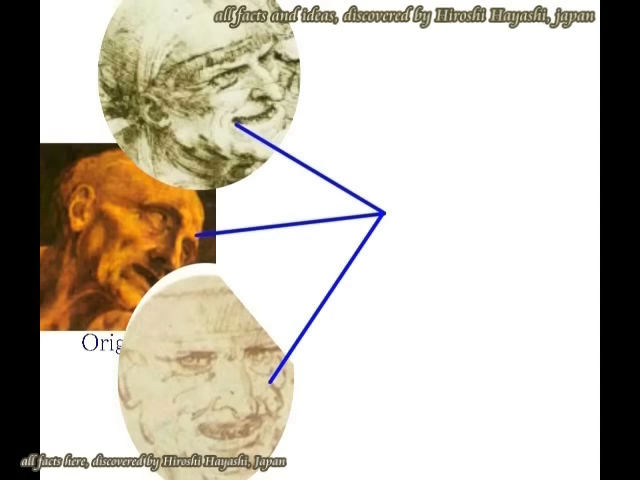 all facts and ideas, discovered by Hiroshi Hayashi, japan
Orig
all facts here, discovered by Hiroshi Hayashi, Japan